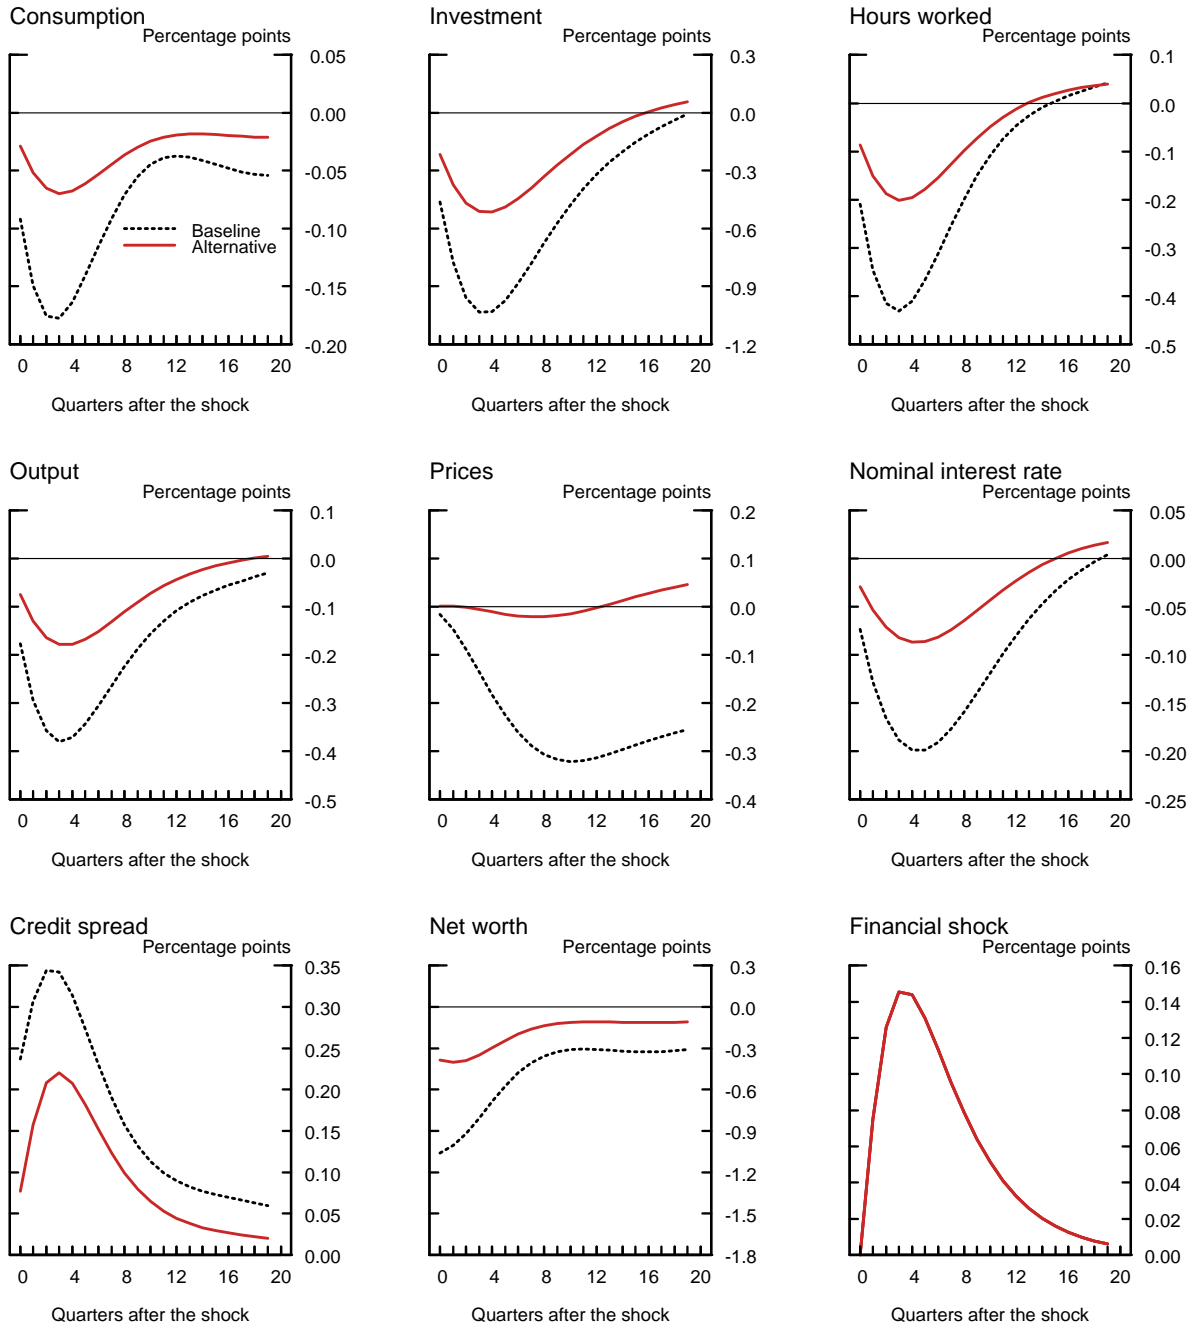 Consumption
Percentage points
0.05
0.00
-0.05
-0.10
-0.15
-0.20
Baseline
Alternative
0 4 8 12 16 20
Quarters after the shock
Investment
Percentage points
0.3
0.0
-0.3
-0.6
-0.9
-1.2
0 4 8 12 16 20
Quarters after the shock
Hours worked
Percentage points
0.1
0.0
-0.1
-0.2
-0.3
-0.4
-0.5
0 4 8 12 16 20
Quarters after the shock
Output
Percentage points
0.1
0.0
-0.1
-0.2
-0.3
-0.4
-0.5
0 4 8 12 16 20
Quarters after the shock
Prices
Percentage points
0.2
0.1
0.0
-0.1
-0.2
-0.3
-0.4
0 4 8 12 16 20
Quarters after the shock
Nominal interest rate
Percentage points
0.05
0.00
-0.05
-0.10
-0.15
-0.20
-0.25
0 4 8 12 16 20
Quarters after the shock
Credit spread
Percentage points
0.35
0.30
0.25
0.20
0.15
0.10
0.05
0.00
0 4 8 12 16 20
Quarters after the shock
Net worth
Percentage points
0.3
0.0
-0.3
-0.6
-0.9
-1.2
-1.5
-1.8
0 4 8 12 16 20
Quarters after the shock
Financial shock
Percentage points
0.16
0.14
0.12
0.10
0.08
0.06
0.04
0.02
0.00
0 4 8 12 16 20
Quarters after the shock